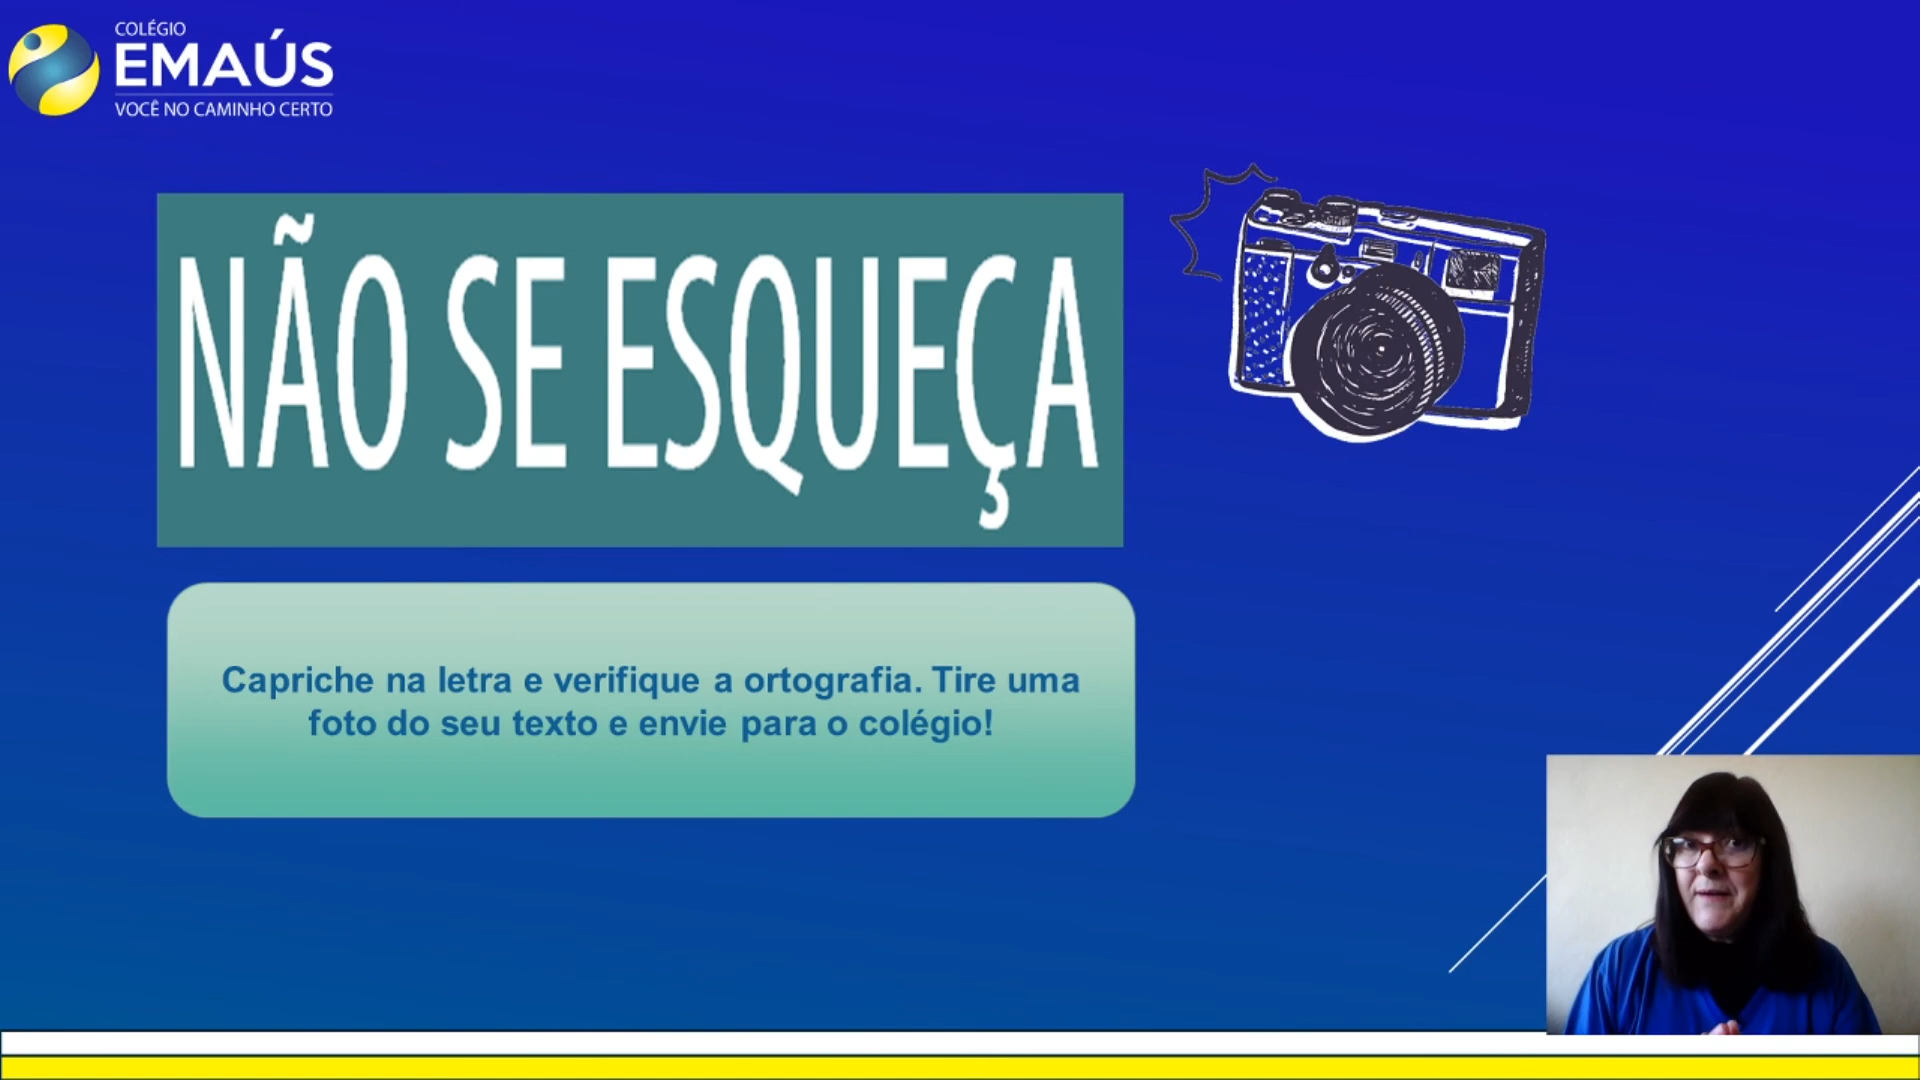 COLÉGIO
EMAÚS
VOCÊ NO CAMINHO CERTO
NÃO SE ESQUEÇA
Capriche na letra e verifique a ortografia. Tire uma
foto do seu texto e envie para o colégio!